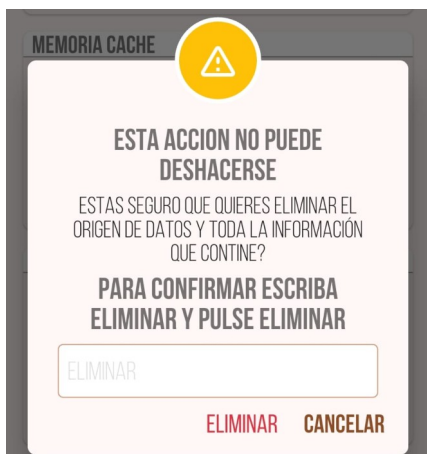 MEMORIA CACHE
ESTA ACCION NO PUEDE
DESHACERSE
ESTAS SEGURO QUE QUIERES ELIMINAR EL
ORIGEN DE DATOS Y TODA LA INFORMACIÓN
QUE CONTINE?
PARA CONFIRMAR ESCRIBA
ELIMINAR Y PULSE ELIMINAR
ELIMINAR
ELIMINAR CANCELAR